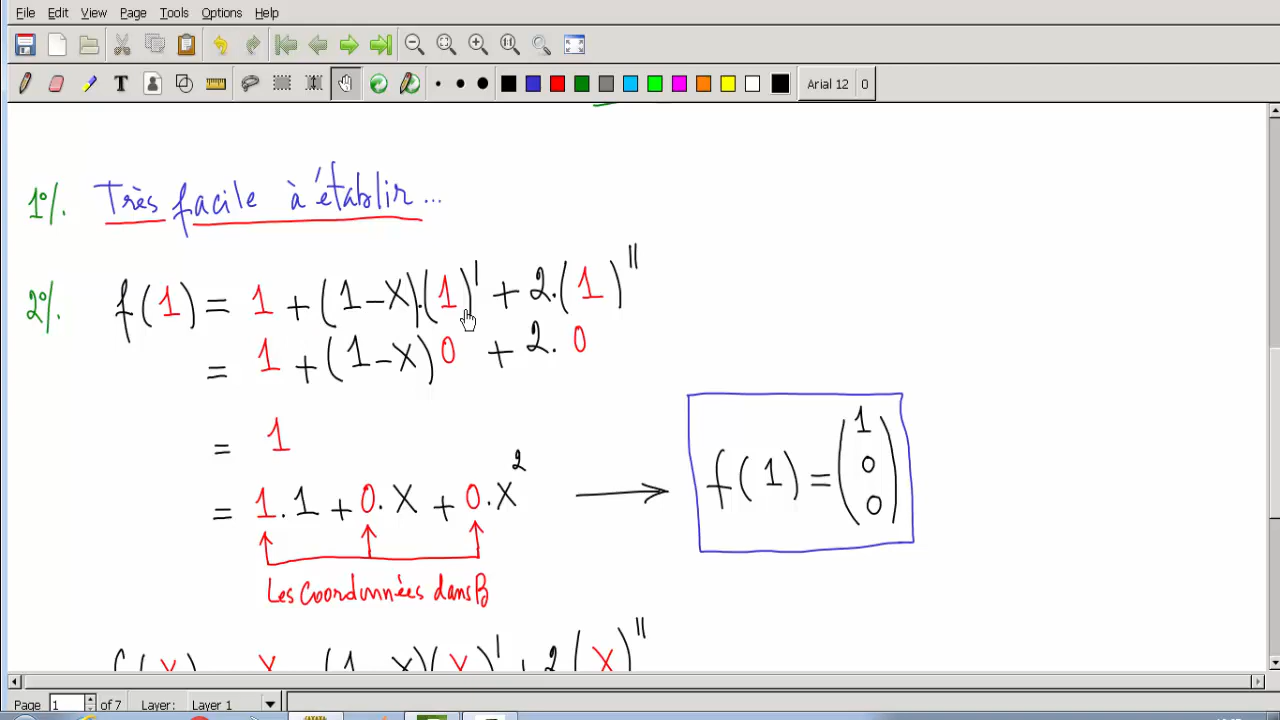 File Edit View Page Tools Options Help
Arial 12 0
1°/. Très facile à établir...
2°/. f(1) = 1 + (1-X).(1)' + 2.(1)''
= 1 + (1-X) 0 + 2. 0
= 1
= 1.1 + 0.X + 0.X²
f(1) = (1 0 0)
Les Coordonnées dans B
f(X) X (1-X)(X)' + 2(X)''
Page 1 of 7 Layer: Layer 1